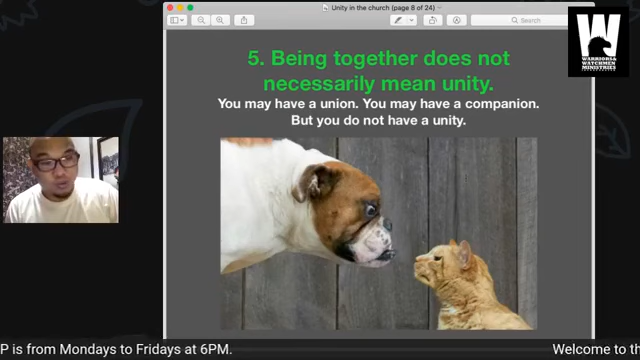 Unity in the church (page 8 of 24)
Search
5. Being together does not
necessarily mean unity.
You may have a union. You may have a companion.
But you do not have a unity.
WARRIORS &
WATCHMEN
MINISTRIES
P is from Mondays to Fridays at 6PM.
Welcome to th